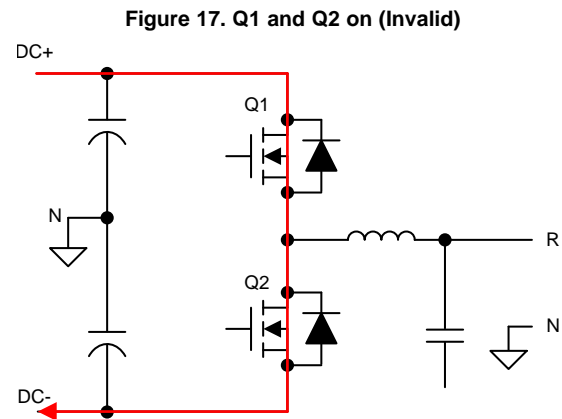 Figure 17. Q1 and Q2 on (Invalid)
DC+
Q1
N
R
Q2
N
DC-